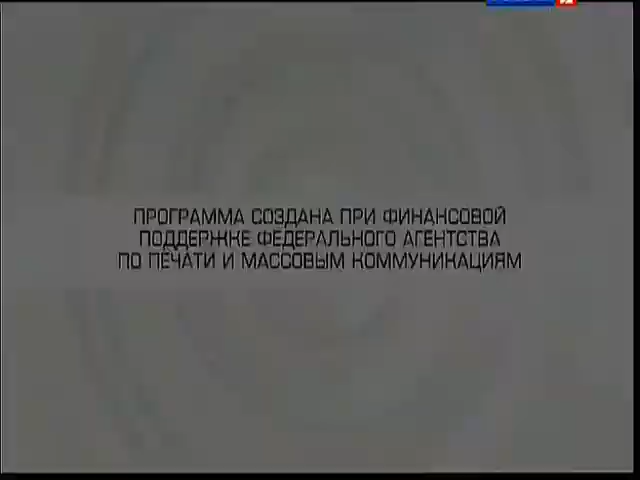 ПРОГРАММА СОЗДАНА ПРИ ФИНАНСОВОЙ
ПОДДЕРЖКЕ ФЕДЕРАЛЬНОГО АГЕНТСТВА
ПО ПЕЧАТИ И МАССОВЫМ КОММУНИКАЦИЯМ